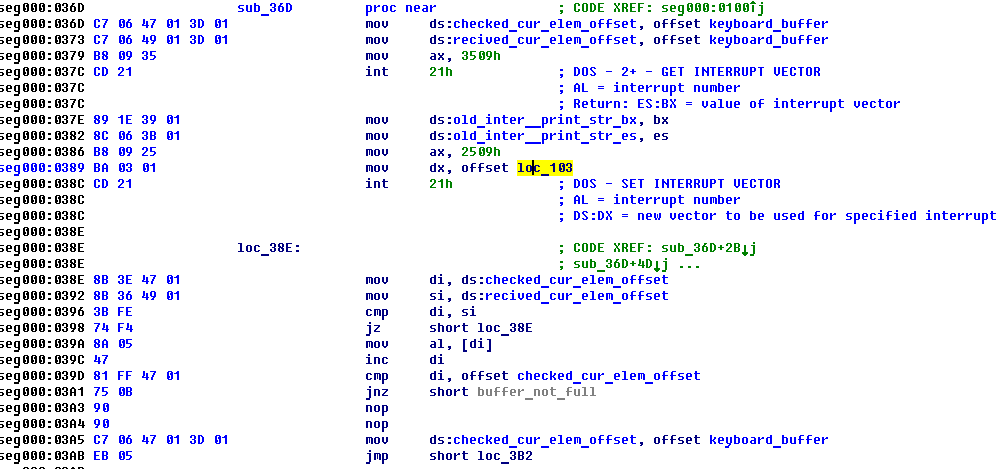 seg000:036D sub_36D proc near ; CODE XREF: seg000:0100↑j
seg000:036D C7 06 47 01 3D 01 mov ds:checked_cur_elem_offset, offset keyboard_buffer
seg000:0373 C7 06 49 01 3D 01 mov ds:recived_cur_elem_offset, offset keyboard_buffer
seg000:0379 B8 09 35 mov ax, 3509h
seg000:037C CD 21 int 21h ; DOS - 2+ - GET INTERRUPT VECTOR
seg000:037C ; AL = interrupt number
seg000:037C ; Return: ES:BX = value of interrupt vector
seg000:037E 89 1E 39 01 mov ds:old_inter__print_str_bx, bx
seg000:0382 8C 06 3B 01 mov ds:old_inter__print_str_es, es
seg000:0386 B8 09 25 mov ax, 2509h
seg000:0389 BA 03 01 mov dx, offset loc_103
seg000:038C CD 21 int 21h ; DOS - SET INTERRUPT VECTOR
seg000:038C ; AL = interrupt number
seg000:038C ; DS:DX = new vector to be used for specified interrupt
seg000:038E
seg000:038E loc_38E: ; CODE XREF: sub_36D+2B↓j
seg000:038E ; sub_36D+4D↓j ...
seg000:038E 8B 3E 47 01 mov di, ds:checked_cur_elem_offset
seg000:0392 8B 36 49 01 mov si, ds:recived_cur_elem_offset
seg000:0396 3B FE cmp di, si
seg000:0398 74 F4 jz short loc_38E
seg000:039A 8A 05 mov al, [di]
seg000:039C 47 inc di
seg000:039D 81 FF 47 01 cmp di, offset checked_cur_elem_offset
seg000:03A1 75 0B jnz short buffer_not_full
seg000:03A3 90 nop
seg000:03A4 90 nop
seg000:03A5 C7 06 47 01 3D 01 mov ds:checked_cur_elem_offset, offset keyboard_buffer
seg000:03AB EB 05 jmp short loc_3B2